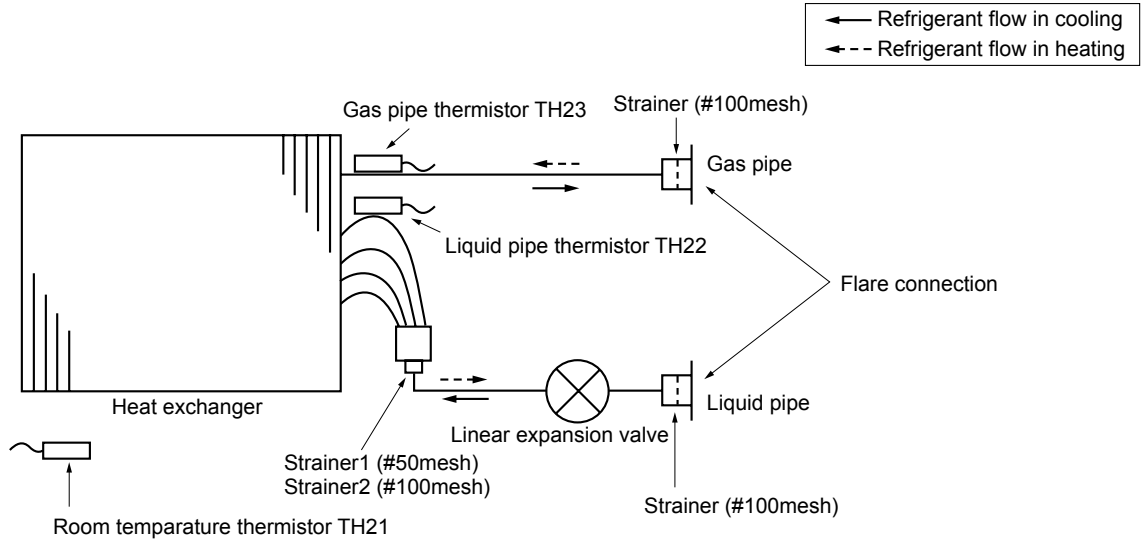 Refrigerant flow in cooling
Refrigerant flow in heating
Gas pipe thermistor TH23
Strainer (#100mesh)
Gas pipe
Liquid pipe thermistor TH22
Flare connection
Heat exchanger
Liquid pipe
Linear expansion valve
Strainer1 (#50mesh)
Strainer2 (#100mesh)
Strainer (#100mesh)
Room temparature thermistor TH21